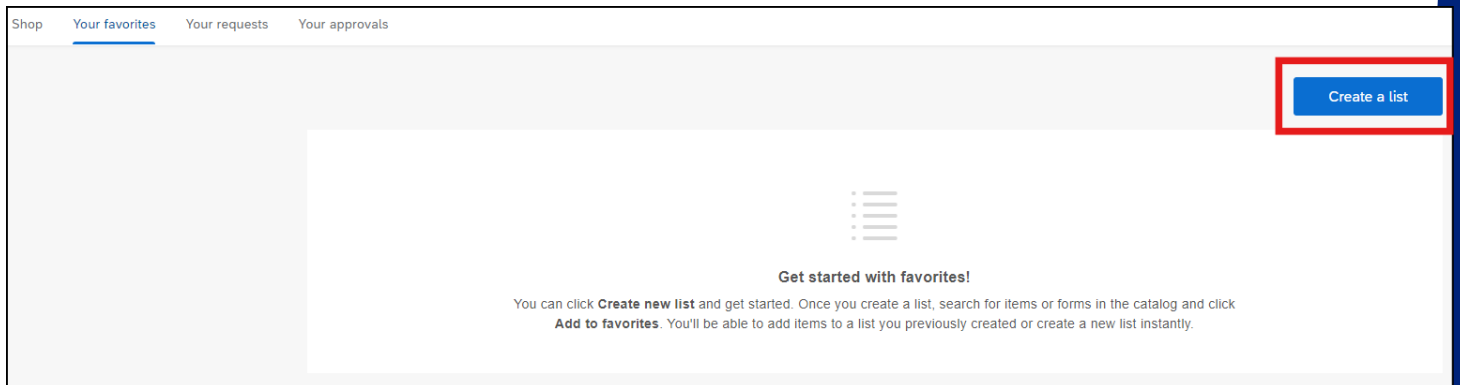 Shop Your favorites Your requests Your approvals
Create a list
Get started with favorites!
You can click Create new list and get started. Once you create a list, search for items or forms in the catalog and click
Add to favorites. You'll be able to add items to a list you previously created or create a new list instantly.